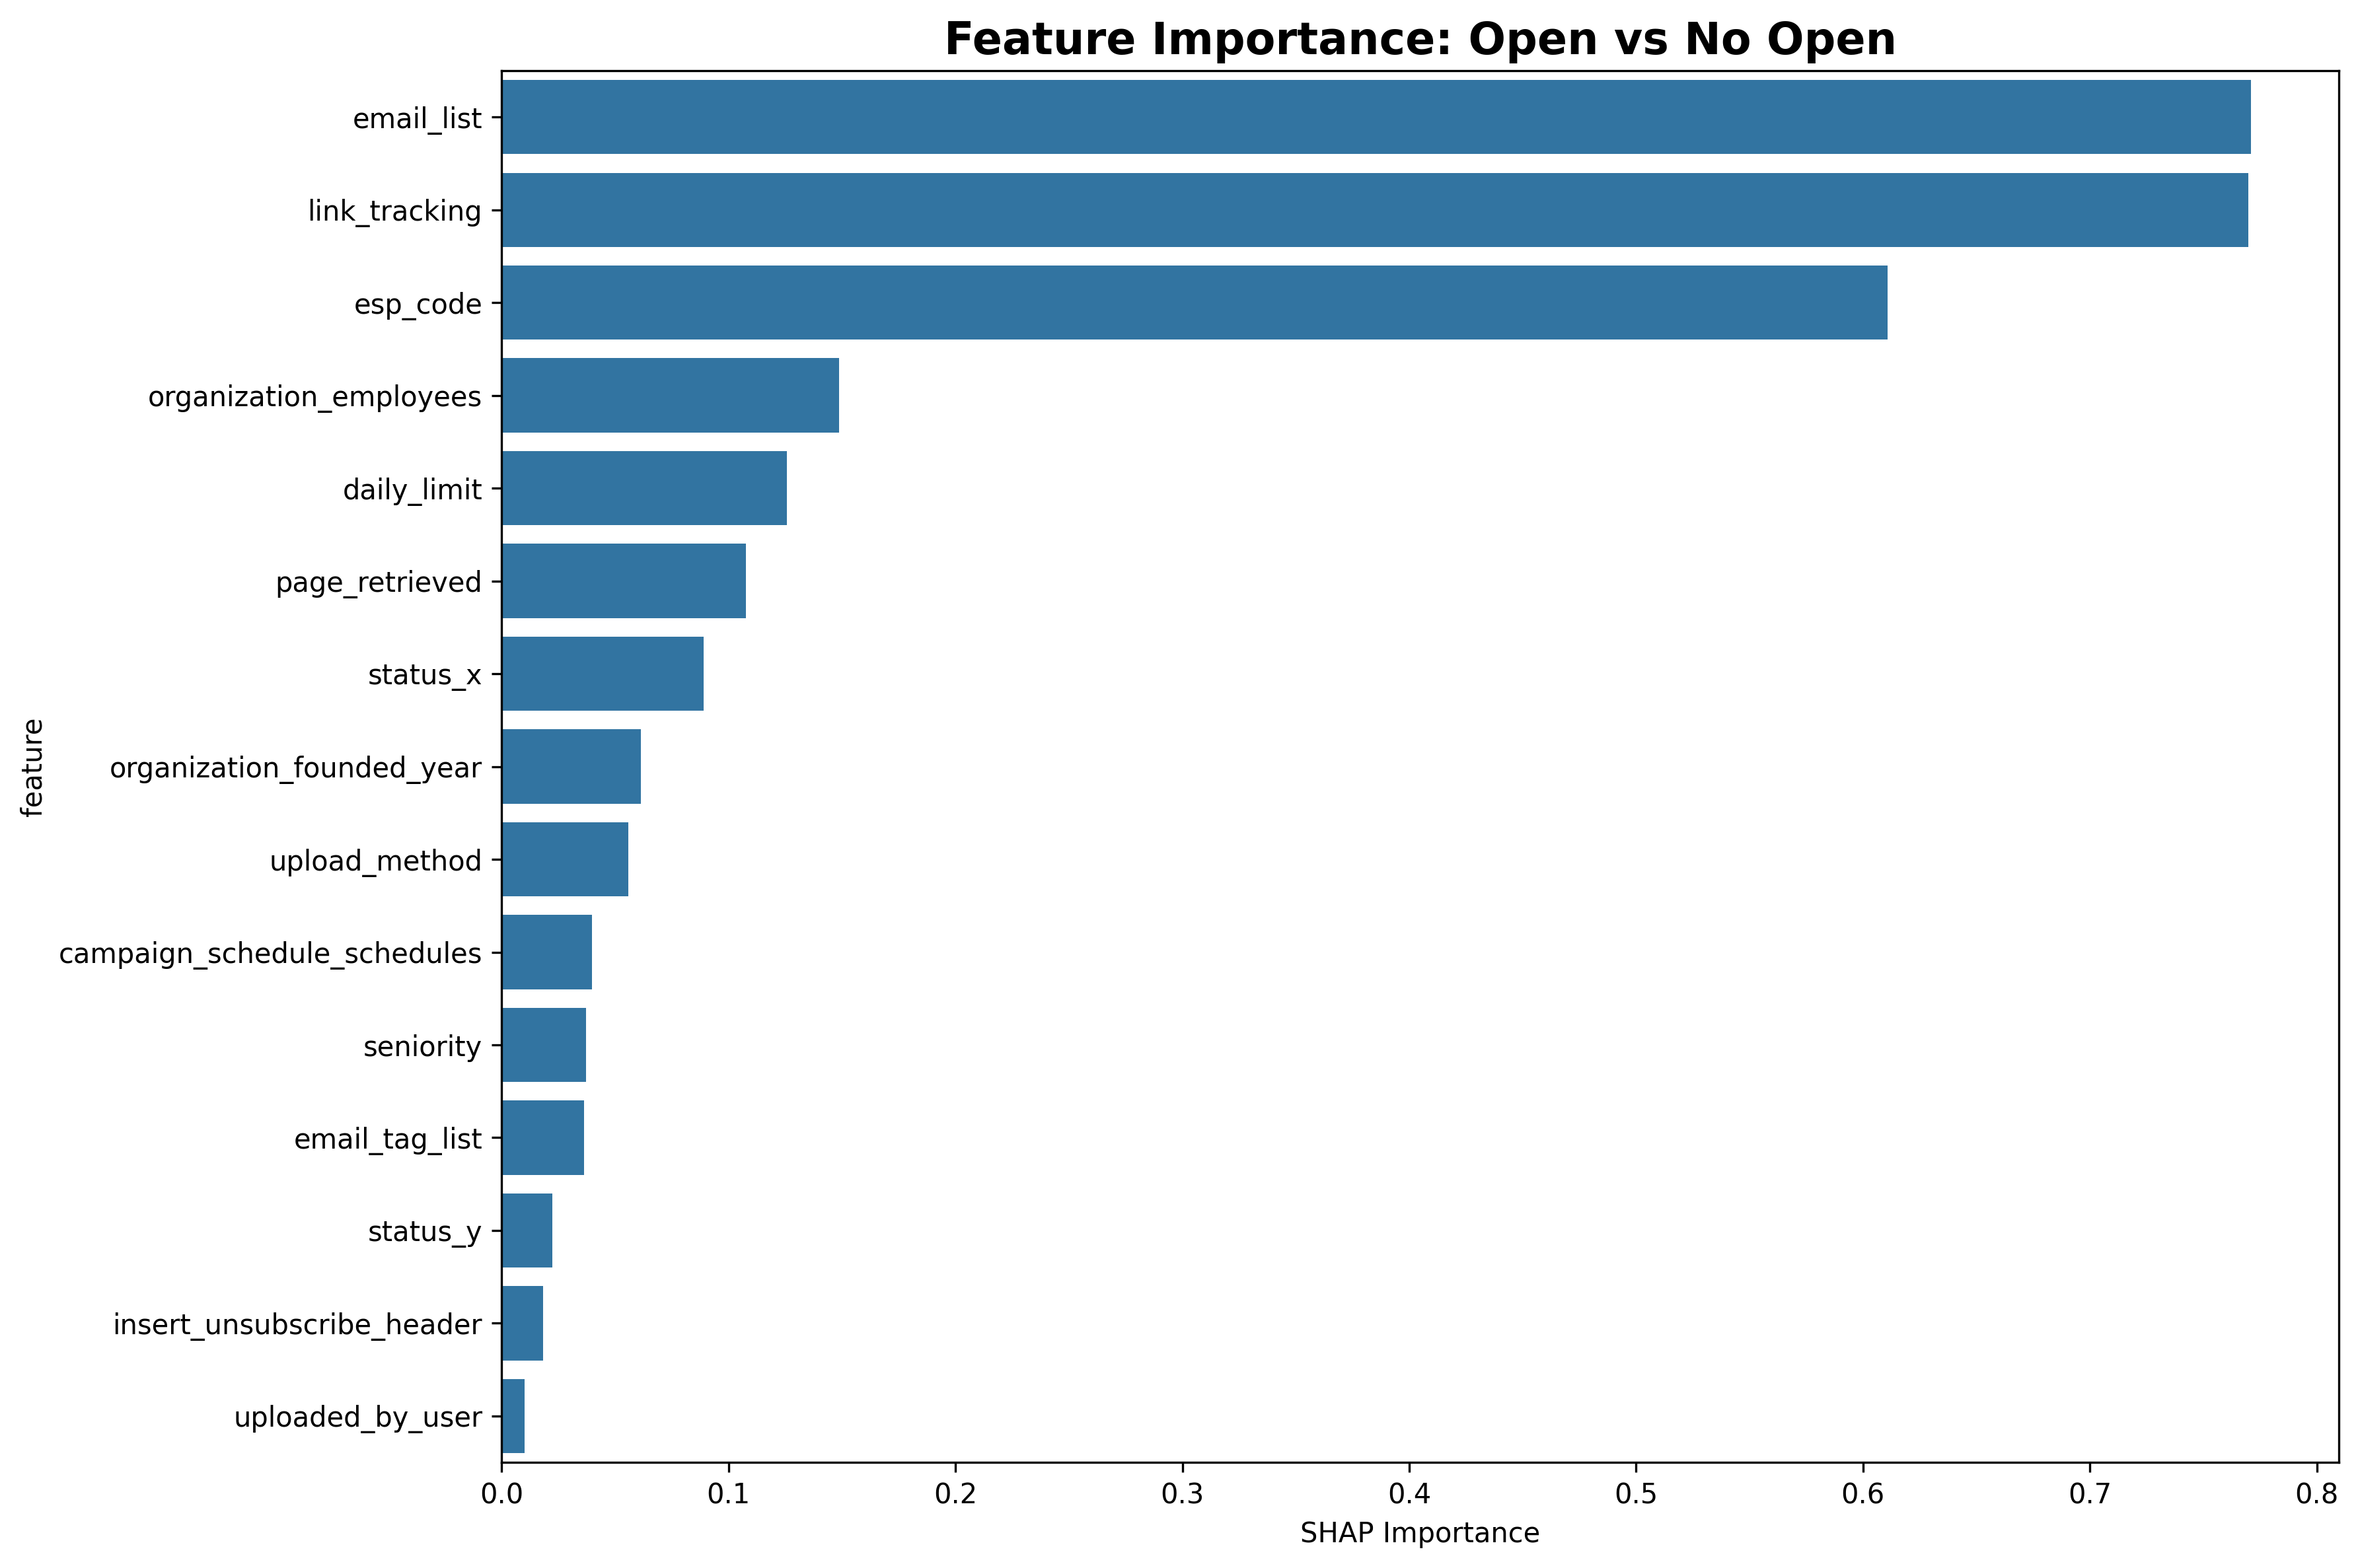 Feature Importance: Open vs No Open
email_list
link_tracking
esp_code
organization_employees
daily_limit
page_retrieved
status_x
organization_founded_year
upload_method
campaign_schedule_schedules
seniority
email_tag_list
status_y
insert_unsubscribe_header
uploaded_by_user
feature
0.0 0.1 0.2 0.3 0.4 0.5 0.6 0.7 0.8
SHAP Importance